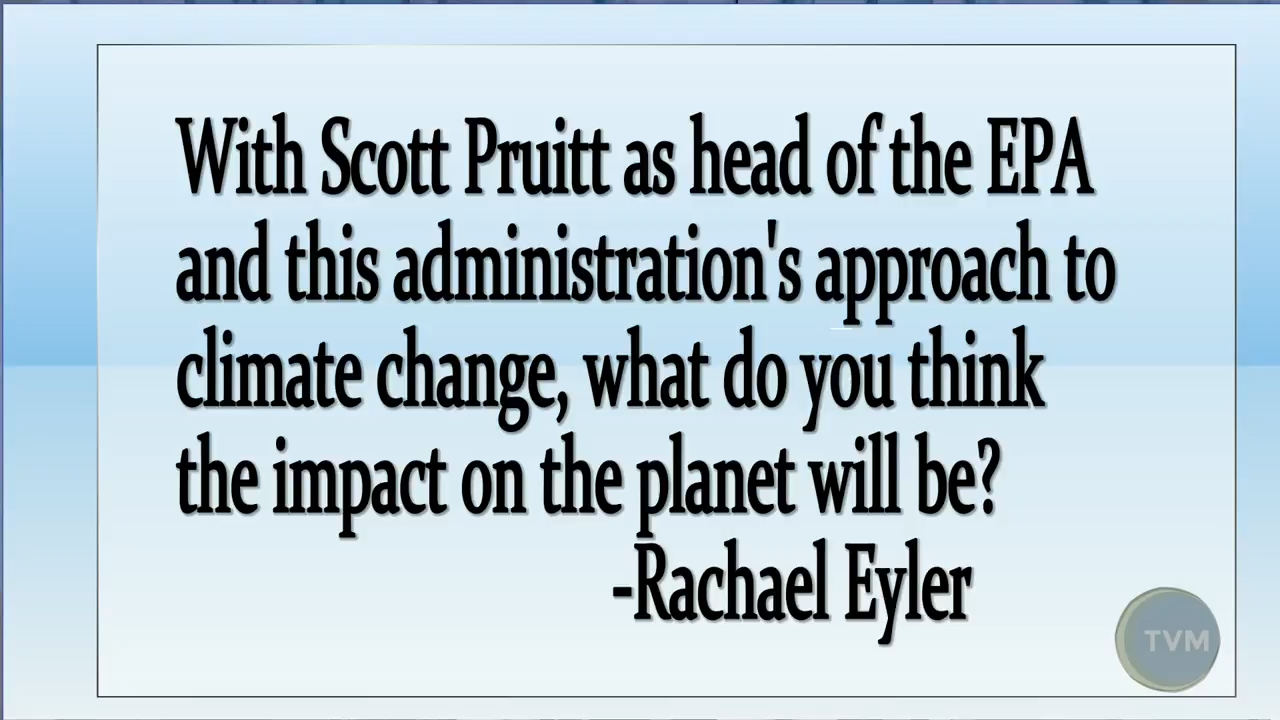 With Scott Pruitt as head of the EPA
and this administration's approach to
climate change, what do you think
the impact on the planet will be?
-Rachael Eyler
TVM